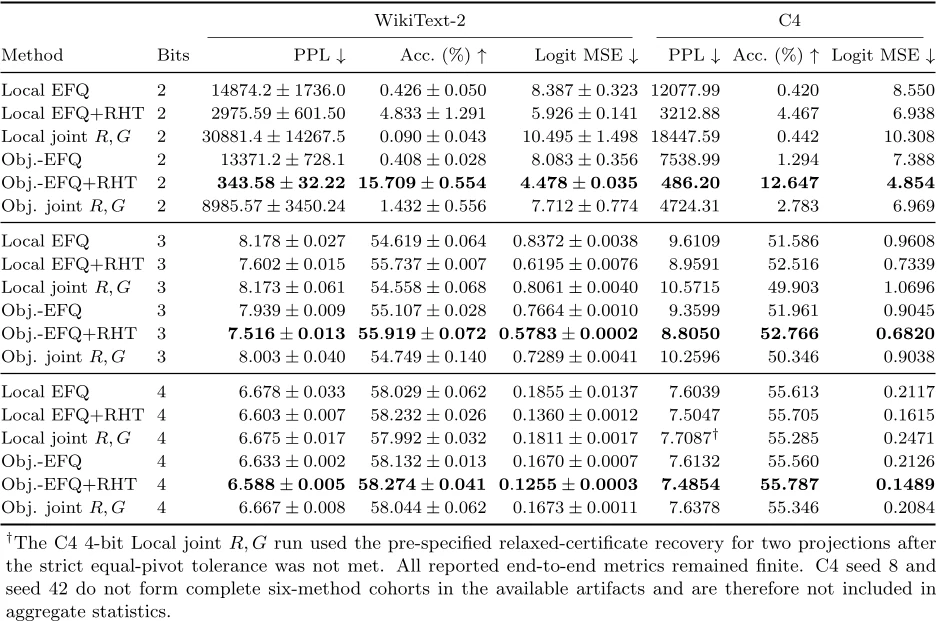 WikiText-2 C4
Method Bits PPL ↓ Acc. (%) ↑ Logit MSE ↓ PPL ↓ Acc. (%) ↑ Logit MSE ↓
Local EFQ 2 14874.2 ± 1736.0 0.426 ± 0.050 8.387 ± 0.323 12077.99 0.420 8.550
Local EFQ+RHT 2 2975.59 ± 601.50 4.833 ± 1.291 5.926 ± 0.141 3212.88 4.467 6.938
Local joint R, G 2 30881.4 ± 14267.5 0.090 ± 0.043 10.495 ± 1.498 18447.59 0.442 10.308
Obj.-EFQ 2 13371.2 ± 728.1 0.408 ± 0.028 8.083 ± 0.356 7538.99 1.294 7.388
Obj.-EFQ+RHT 2 343.58 ± 32.22 15.709 ± 0.554 4.478 ± 0.035 486.20 12.647 4.854
Obj. joint R, G 2 8985.57 ± 3450.24 1.432 ± 0.556 7.712 ± 0.774 4724.31 2.783 6.969
Local EFQ 3 8.178 ± 0.027 54.619 ± 0.064 0.8372 ± 0.0038 9.6109 51.586 0.9608
Local EFQ+RHT 3 7.602 ± 0.015 55.737 ± 0.007 0.6195 ± 0.0076 8.9591 52.516 0.7339
Local joint R, G 3 8.173 ± 0.061 54.558 ± 0.068 0.8061 ± 0.0040 10.5715 49.903 1.0696
Obj.-EFQ 3 7.939 ± 0.009 55.107 ± 0.028 0.7664 ± 0.0010 9.3599 51.961 0.9045
Obj.-EFQ+RHT 3 7.516 ± 0.013 55.919 ± 0.072 0.5783 ± 0.0002 8.8050 52.766 0.6820
Obj. joint R, G 3 8.003 ± 0.040 54.749 ± 0.140 0.7289 ± 0.0041 10.2596 50.346 0.9038
Local EFQ 4 6.678 ± 0.033 58.029 ± 0.062 0.1855 ± 0.0137 7.6039 55.613 0.2117
Local EFQ+RHT 4 6.603 ± 0.007 58.232 ± 0.026 0.1360 ± 0.0012 7.5047 55.705 0.1615
Local joint R, G 4 6.675 ± 0.017 57.992 ± 0.032 0.1811 ± 0.0017 7.7087† 55.285 0.2471
Obj.-EFQ 4 6.633 ± 0.002 58.132 ± 0.013 0.1670 ± 0.0007 7.6132 55.560 0.2126
Obj.-EFQ+RHT 4 6.588 ± 0.005 58.274 ± 0.041 0.1255 ± 0.0003 7.4854 55.787 0.1489
Obj. joint R, G 4 6.667 ± 0.008 58.044 ± 0.062 0.1673 ± 0.0011 7.6378 55.346 0.2084
†The C4 4-bit Local joint R, G run used the pre-specified relaxed-certificate recovery for two projections after
the strict equal-pivot tolerance was not met. All reported end-to-end metrics remained finite. C4 seed 8 and
seed 42 do not form complete six-method cohorts in the available artifacts and are therefore not included in
aggregate statistics.